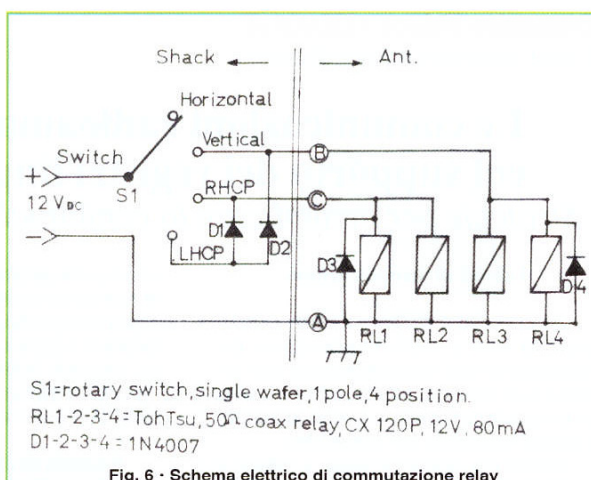 Shack Ant.
Horizontal
Vertical
Switch
+
12 VDC
S1
RHCP
D1
D2
LHCP
-
B
C
A
D3
D4
RL1 RL2 RL3 RL4
S1=rotary switch, single wafer, 1 pole, 4 position.
RL1-2-3-4=TohTsu, 50Ω coax relay, CX 120P, 12V, 80mA
D1-2-3-4=1N4007
Fig. 6 · Schema elettrico di commutazione relay